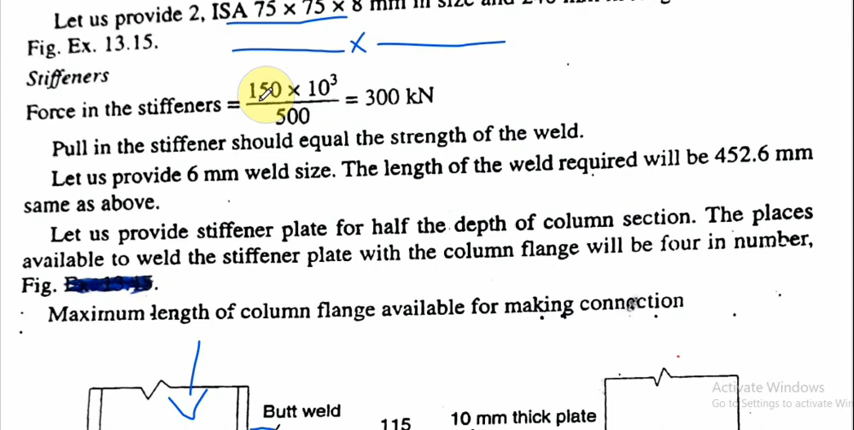 Let us provide 2, ISA 75 × 75 × 8 mm in size and
Fig. Ex. 13.15.
Stiffeners
Force in the stiffeners = 150 × 10³ / 500 = 300 kN
Pull in the stiffener should equal the strength of the weld.
Let us provide 6 mm weld size. The length of the weld required will be 452.6 mm
same as above.
Let us provide stiffener plate for half the depth of column section. The places
available to weld the stiffener plate with the column flange will be four in number,
Fig.
Maximum length of column flange available for making connection
Butt weld
115
10 mm thick plate
Activate Windows
Go to Settings to activate Win